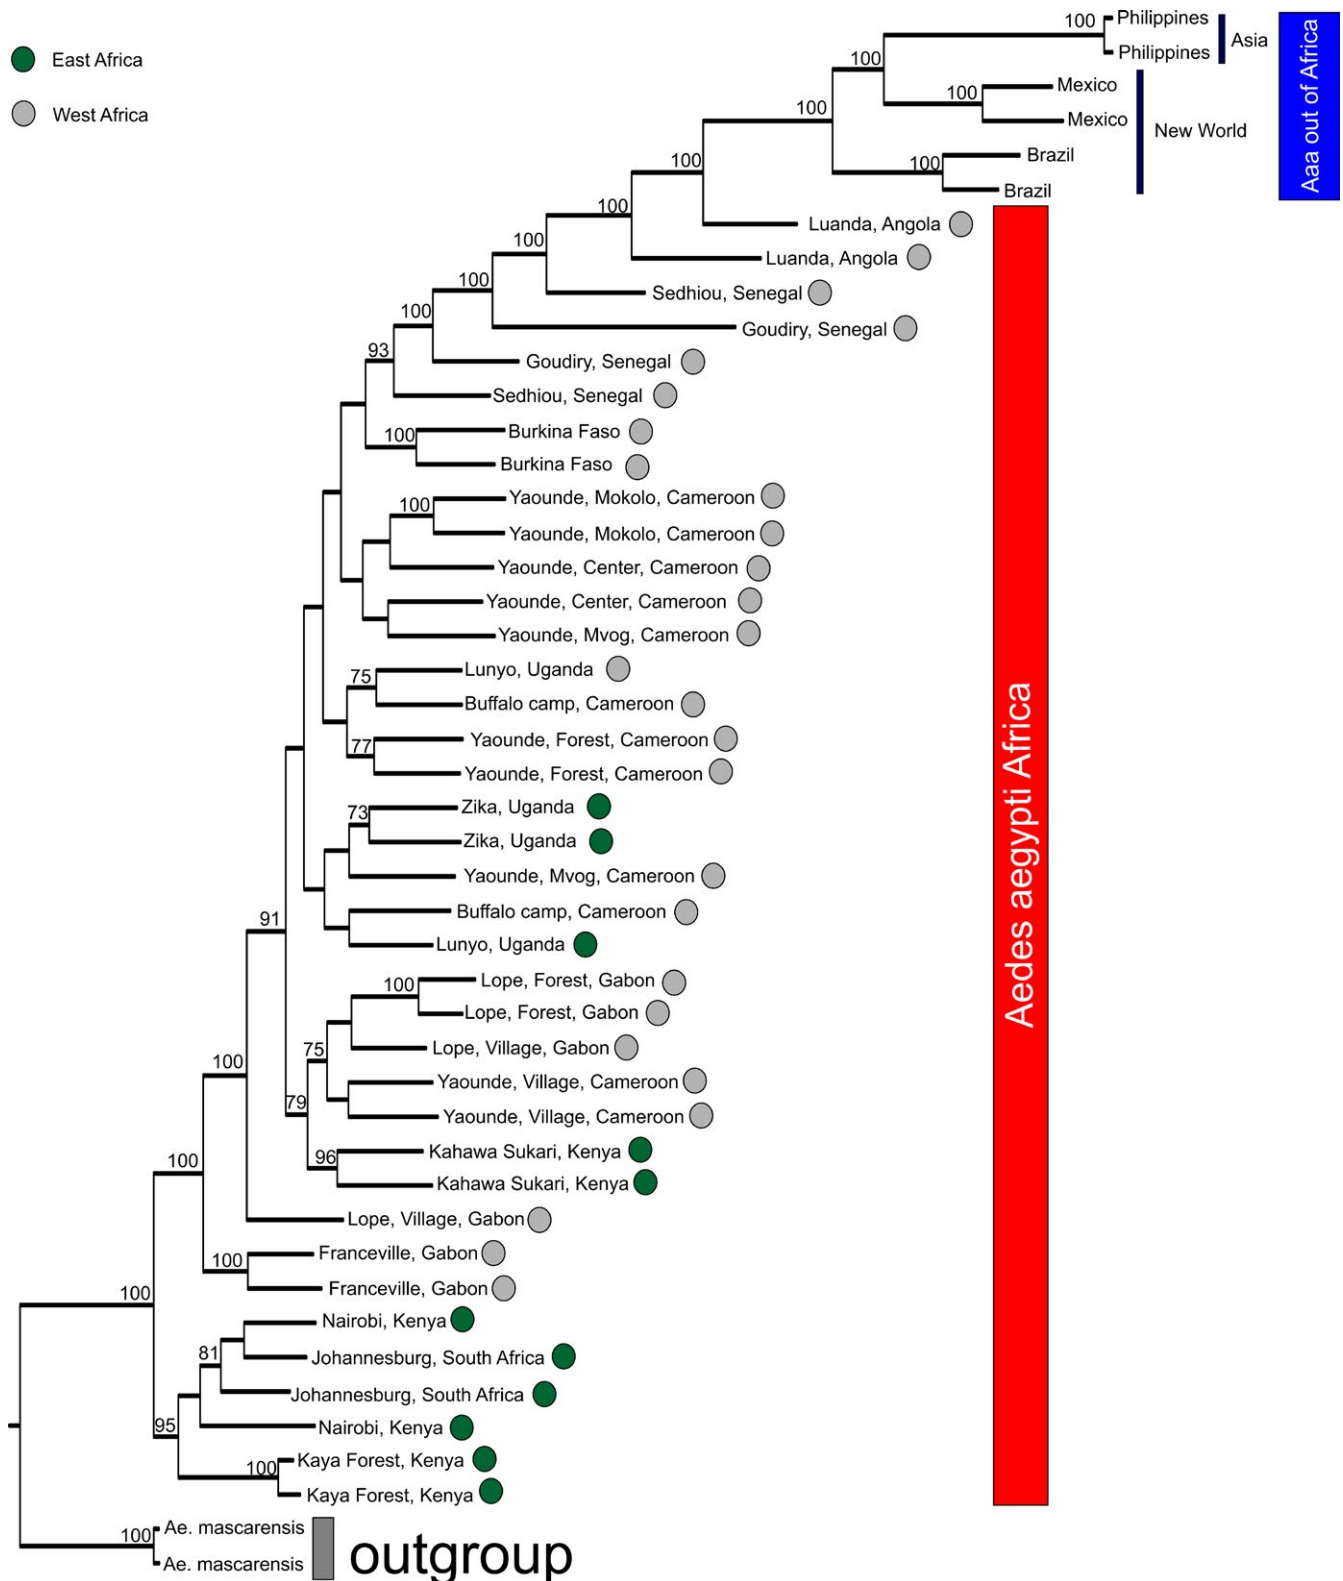 East Africa
West Africa
100
Philippines
Philippines
Asia
100
100
Mexico
Mexico
New World
100
100
Brazil
Brazil
Aaa out of Africa
100
Luanda, Angola
100
Luanda, Angola
100
Sedhiou, Senegal
100
Goudiry, Senegal
100
Goudiry, Senegal
93
Sedhiou, Senegal
100
Burkina Faso
Burkina Faso
100
Yaounde, Mokolo, Cameroon
Yaounde, Mokolo, Cameroon
Yaounde, Center, Cameroon
Yaounde, Center, Cameroon
Yaounde, Mvog, Cameroon
75
Lunyo, Uganda
Buffalo camp, Cameroon
77
Yaounde, Forest, Cameroon
Yaounde, Forest, Cameroon
73
Zika, Uganda
Zika, Uganda
Yaounde, Mvog, Cameroon
91
Buffalo camp, Cameroon
Lunyo, Uganda
100
Lope, Forest, Gabon
Lope, Forest, Gabon
75
Lope, Village, Gabon
100
Yaounde, Village, Cameroon
79
Yaounde, Village, Cameroon
96
Kahawa Sukari, Kenya
Kahawa Sukari, Kenya
100
Lope, Village, Gabon
100
Franceville, Gabon
Franceville, Gabon
100
Nairobi, Kenya
81
Johannesburg, South Africa
Johannesburg, South Africa
95
Nairobi, Kenya
100
Kaya Forest, Kenya
Kaya Forest, Kenya
Aedes aegypti Africa
100
Ae. mascarensis
Ae. mascarensis
outgroup